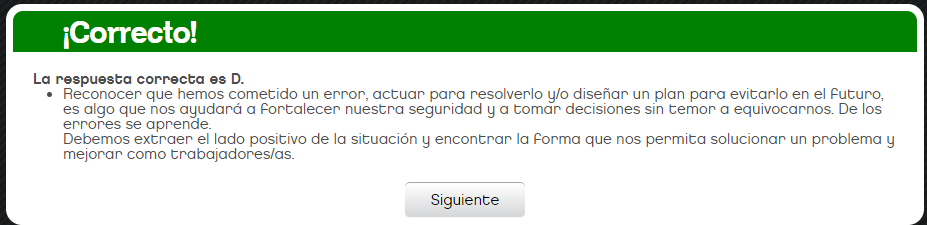 ¡Correcto!
La respuesta correcta es D.
• Reconocer que hemos cometido un error, actuar para resolverlo y/o diseñar un plan para evitarlo en el futuro,
es algo que nos ayudará a fortalecer nuestra seguridad y a tomar decisiones sin temor a equivocarnos. De los
errores se aprende.
Debemos extraer el lado positivo de la situación y encontrar la forma que nos permita solucionar un problema y
mejorar como trabajadores/as.
Siguiente